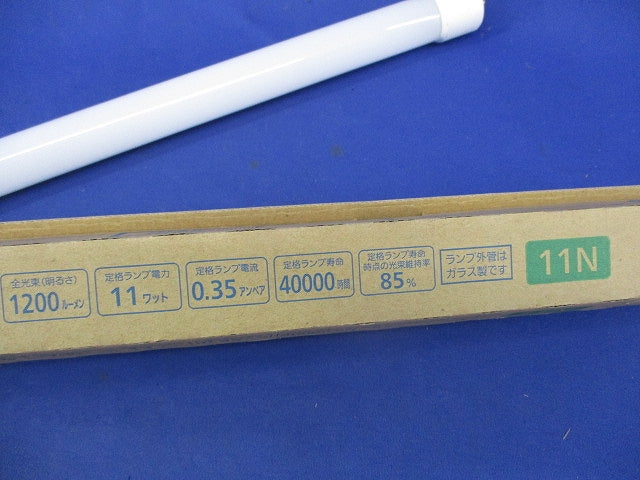 全光束(明るさ)
1200ルーメン
定格ランプ電力
11ワット
定格ランプ電流
0.35アンペア
定格ランプ寿命
40000時間
定格ランプ寿命
時点の光束維持率
85%
ランプ外管は
ガラス製です
11N